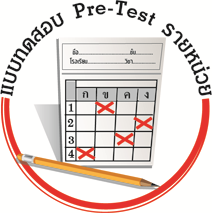 แบบทดสอบ Pre-Test รายหน่วย
ชื่อ ชั้น
โรงเรียน วิชา
ก ข ค ง
1
2
3
4